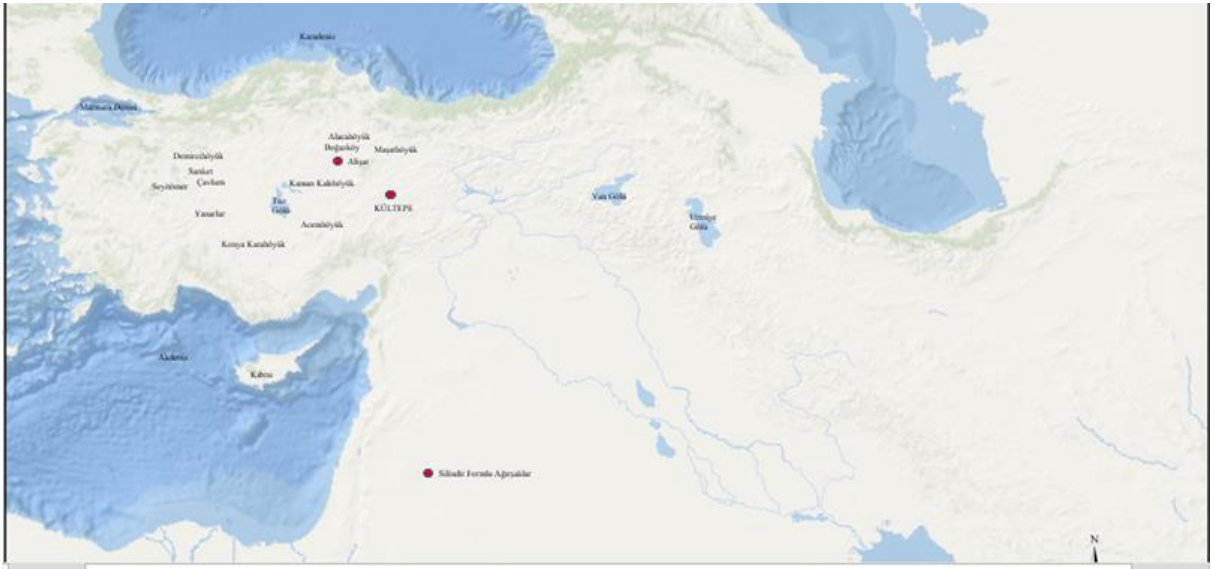 Karadeniz
Marmara Denizi
Alacahöyük
Boğazköy
Maşathöyük
Demircihöyük
Alişar
Sarıket
Çavlum
Seyitömer
Kaman Kalehöyük
Van Gölü
Tuz
Gölü
KÜLTEPE
Yanarlar
Urmiye
Gölü
Acemhöyük
Konya Karahöyük
Akdeniz
Kıbrıs
Silindir Formlu Ağırşaklar
N